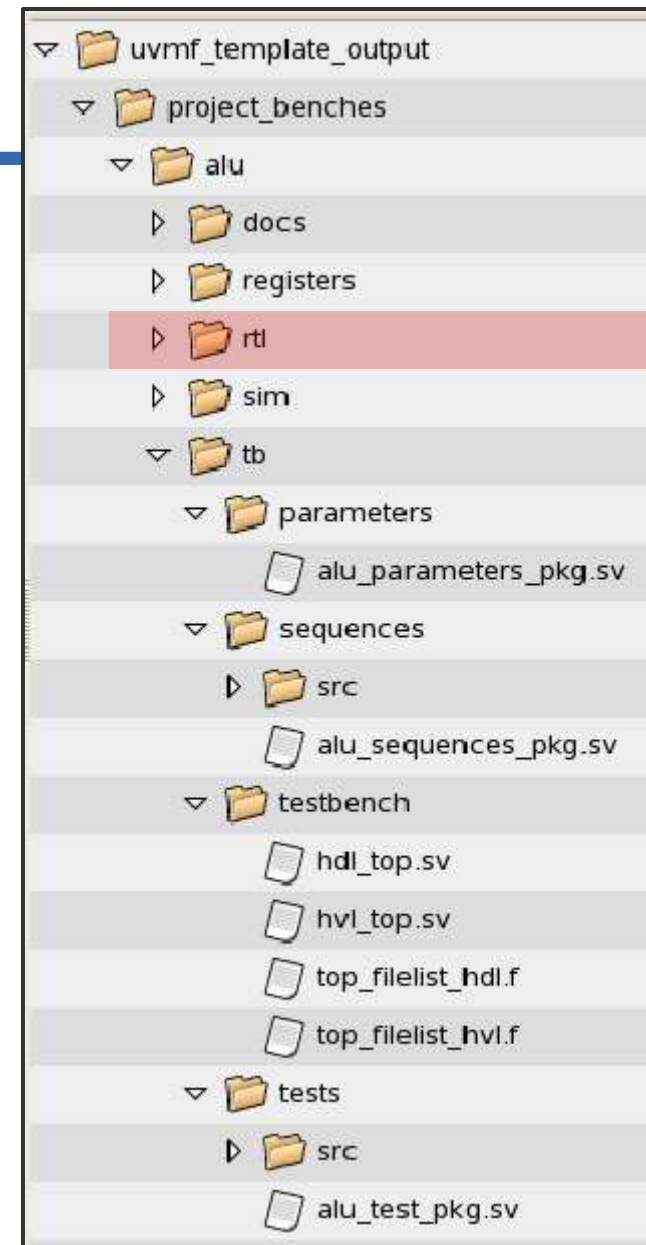 uvmf_template_output
project_benches
alu
docs
registers
rtl
sim
tb
parameters
alu_parameters_pkg.sv
sequences
src
alu_sequences_pkg.sv
testbench
hdl_top.sv
hvl_top.sv
top_filelist_hdl.f
top_filelist_hvl.f
tests
src
alu_test_pkg.sv